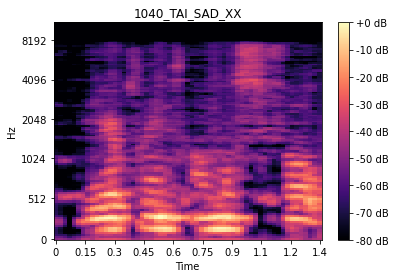 1040_TAI_SAD_XX
8192
4096
2048
1024
512
0
Hz
0 0.15 0.3 0.45 0.6 0.75 0.9 1.1 1.2 1.4
Time
+0 dB
-10 dB
-20 dB
-30 dB
-40 dB
-50 dB
-60 dB
-70 dB
-80 dB